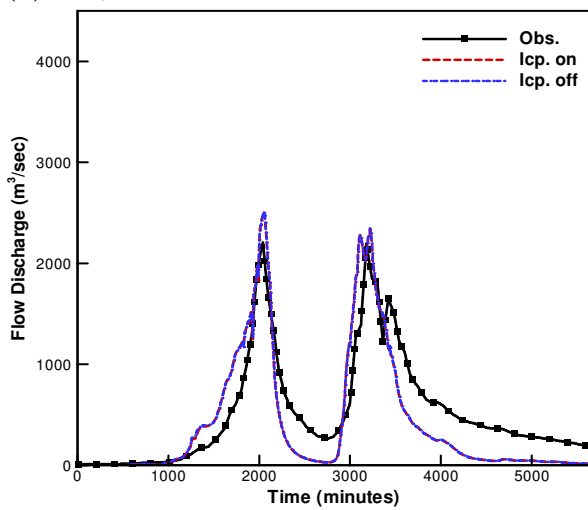 4000
3000
2000
1000
0
Flow Discharge (m³/sec)
Obs.
Icp. on
Icp. off
0 1000 2000 3000 4000 5000
Time (minutes)